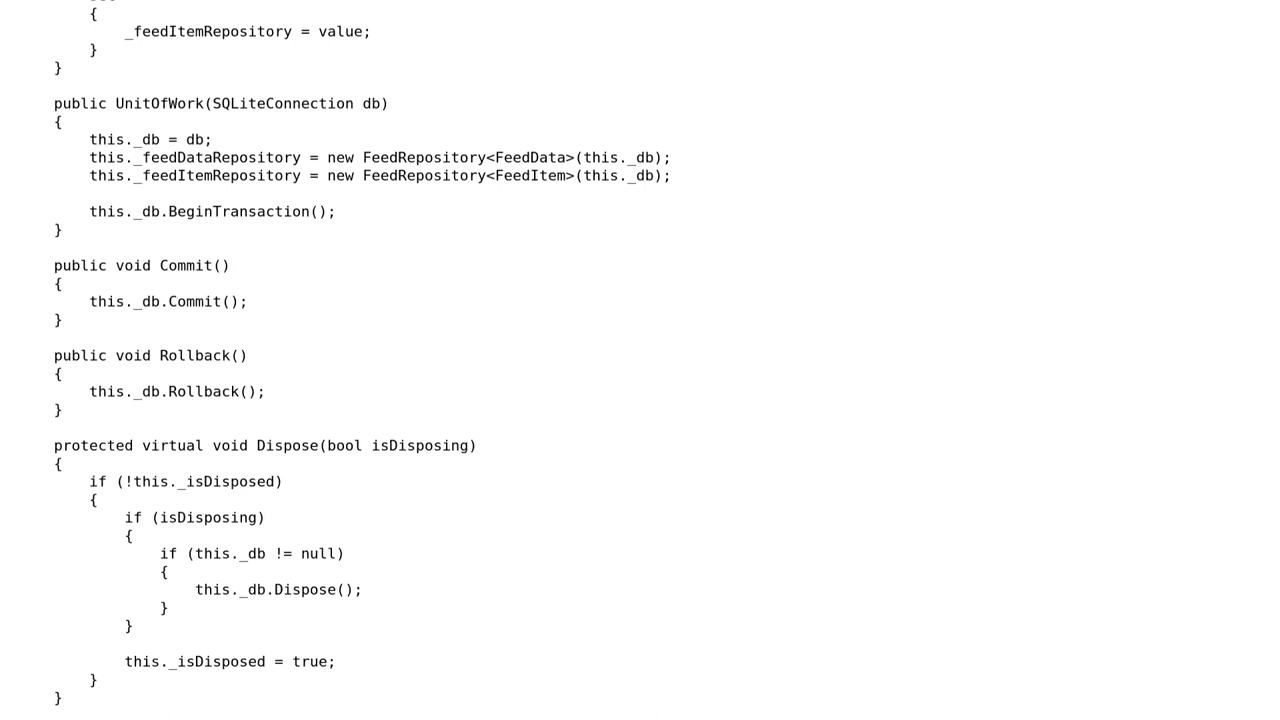 {
_feedItemRepository = value;
}
}
public UnitOfWork(SQLiteConnection db)
{
this._db = db;
this._feedDataRepository = new FeedRepository<FeedData>(this._db);
this._feedItemRepository = new FeedRepository<FeedItem>(this._db);
this._db.BeginTransaction();
}
public void Commit()
{
this._db.Commit();
}
public void Rollback()
{
this._db.Rollback();
}
protected virtual void Dispose(bool isDisposing)
{
if (!this._isDisposed)
{
if (isDisposing)
{
if (this._db != null)
{
this._db.Dispose();
}
}
this._isDisposed = true;
}
}